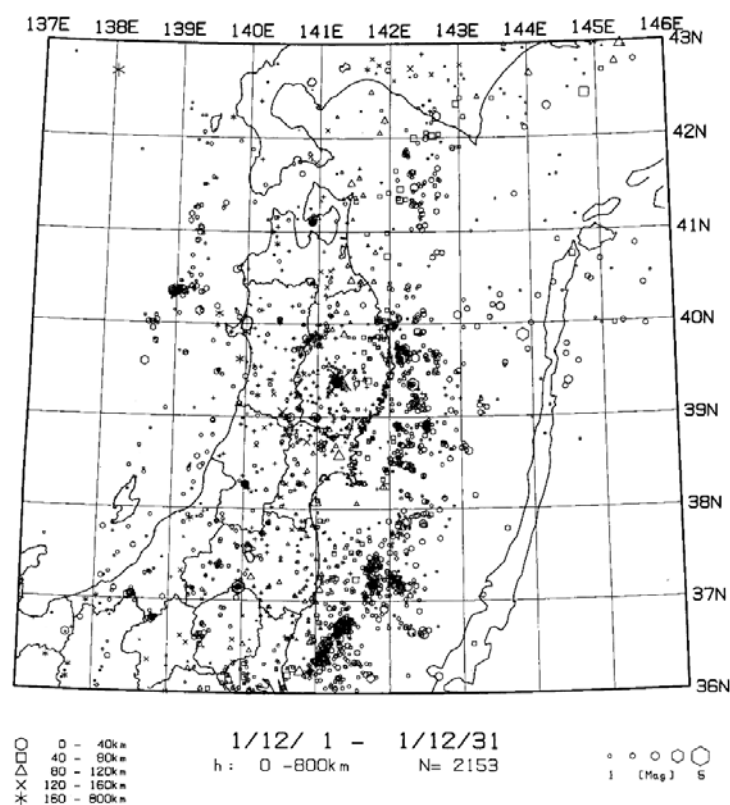 137E 138E 139E 140E 141E 142E 143E 144E 145E 146E
43N
42N
41N
40N
39N
38N
37N
36N
1/12/ 1 - 1/12/31
h: 0 -800km N= 2153
0 - 40km
40 - 80km
80 - 120km
120 - 160km
160 - 800km
1 (Mag) 5